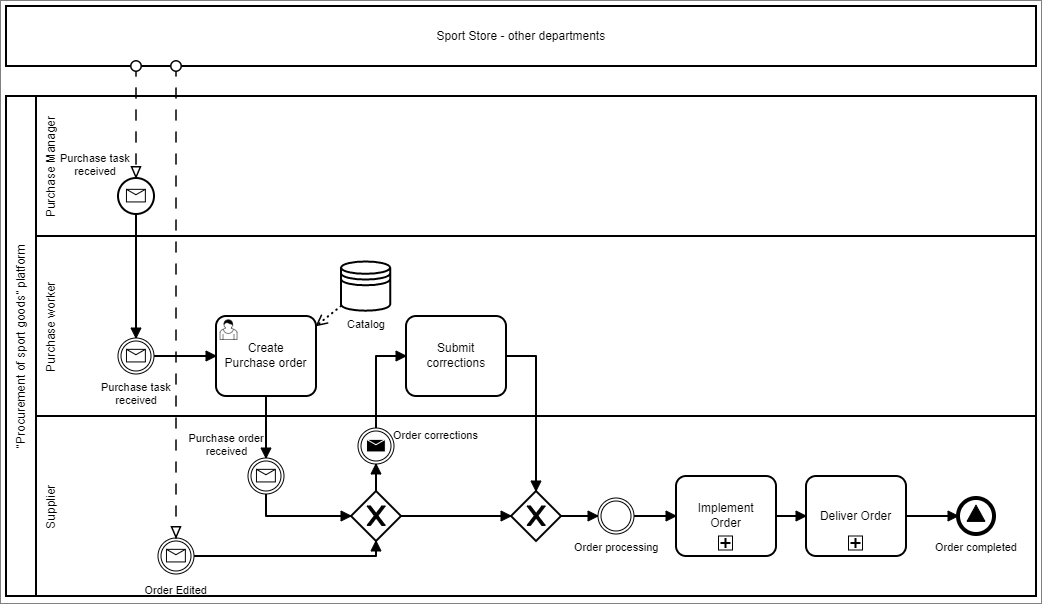 Sport Store - other departments
"Procurement of sport goods" platform
Purchase Manager
Purchase task
received
Purchase worker
Purchase task
received
Create
Purchase order
Catalog
Submit
corrections
Supplier
Purchase order
received
Order corrections
Order Edited
Order processing
Implement
Order
Deliver Order
Order completed